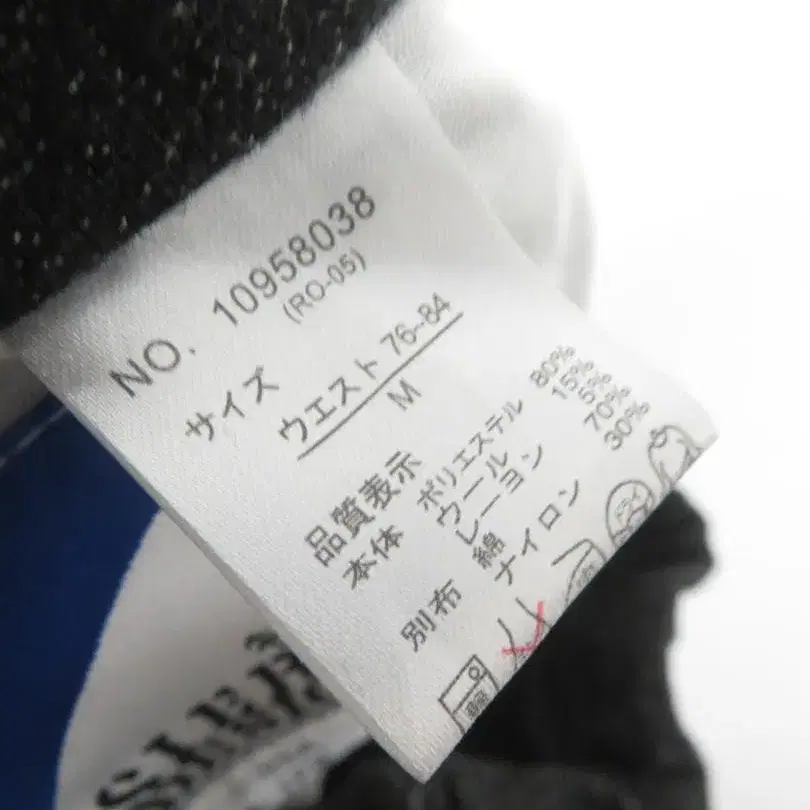 NO. 10958038
(RO-05)
サイズ
ウエスト 76~84
M
品質表示
本体 ポリエステル 80%
ウール 15%
レーヨン 5%
別布 綿 70%
ナイロン 30%